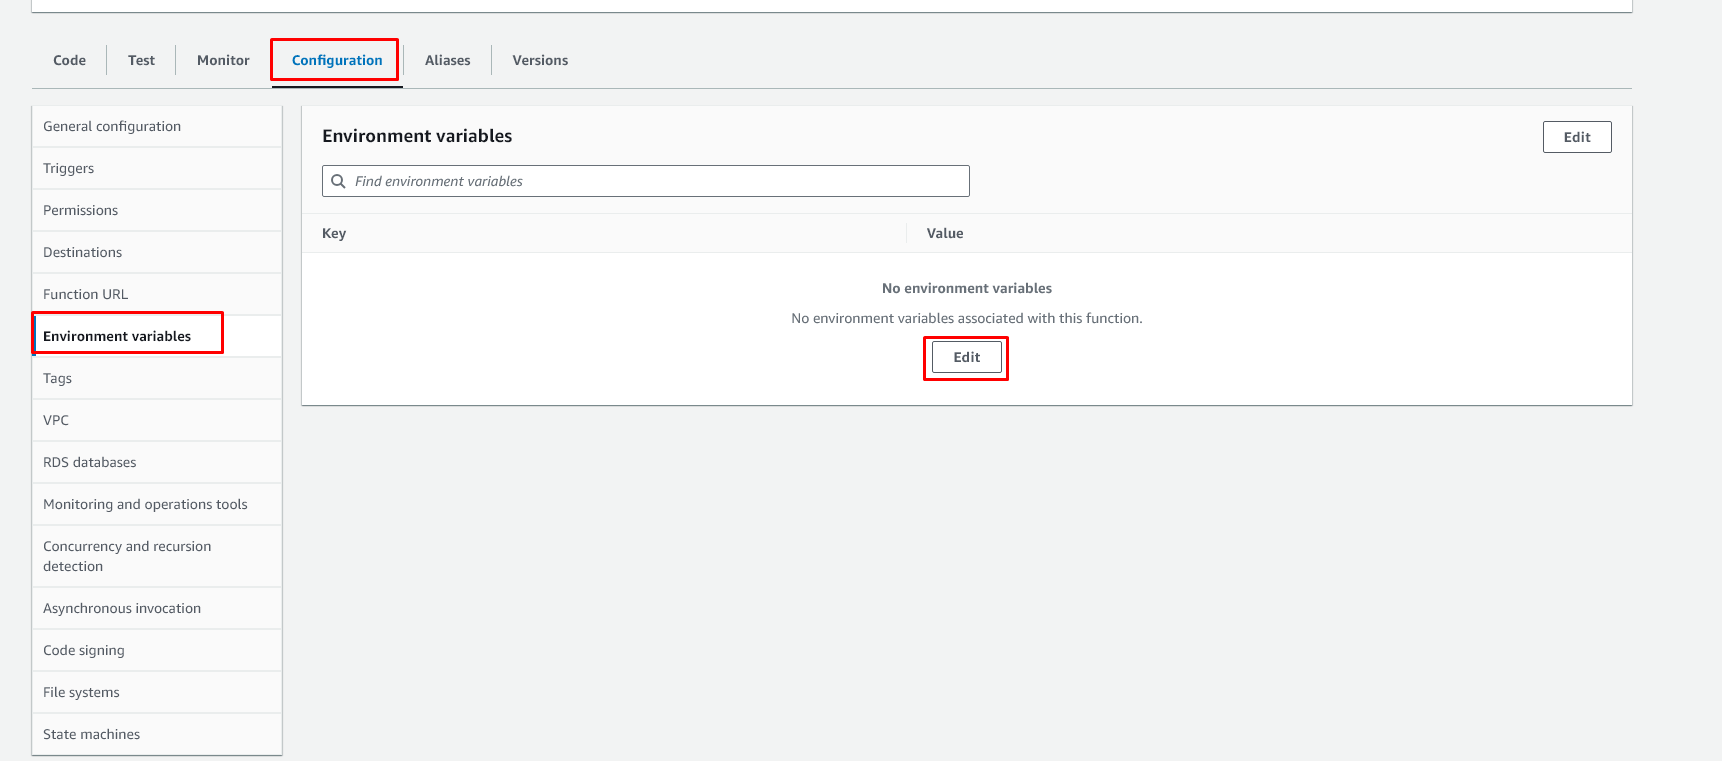 Code
Test
Monitor
Configuration
Aliases
Versions
General configuration
Triggers
Permissions
Destinations
Function URL
Environment variables
Tags
VPC
RDS databases
Monitoring and operations tools
Concurrency and recursion
detection
Asynchronous invocation
Code signing
File systems
State machines
Environment variables
Edit
Find environment variables
Key
Value
No environment variables
No environment variables associated with this function.
Edit